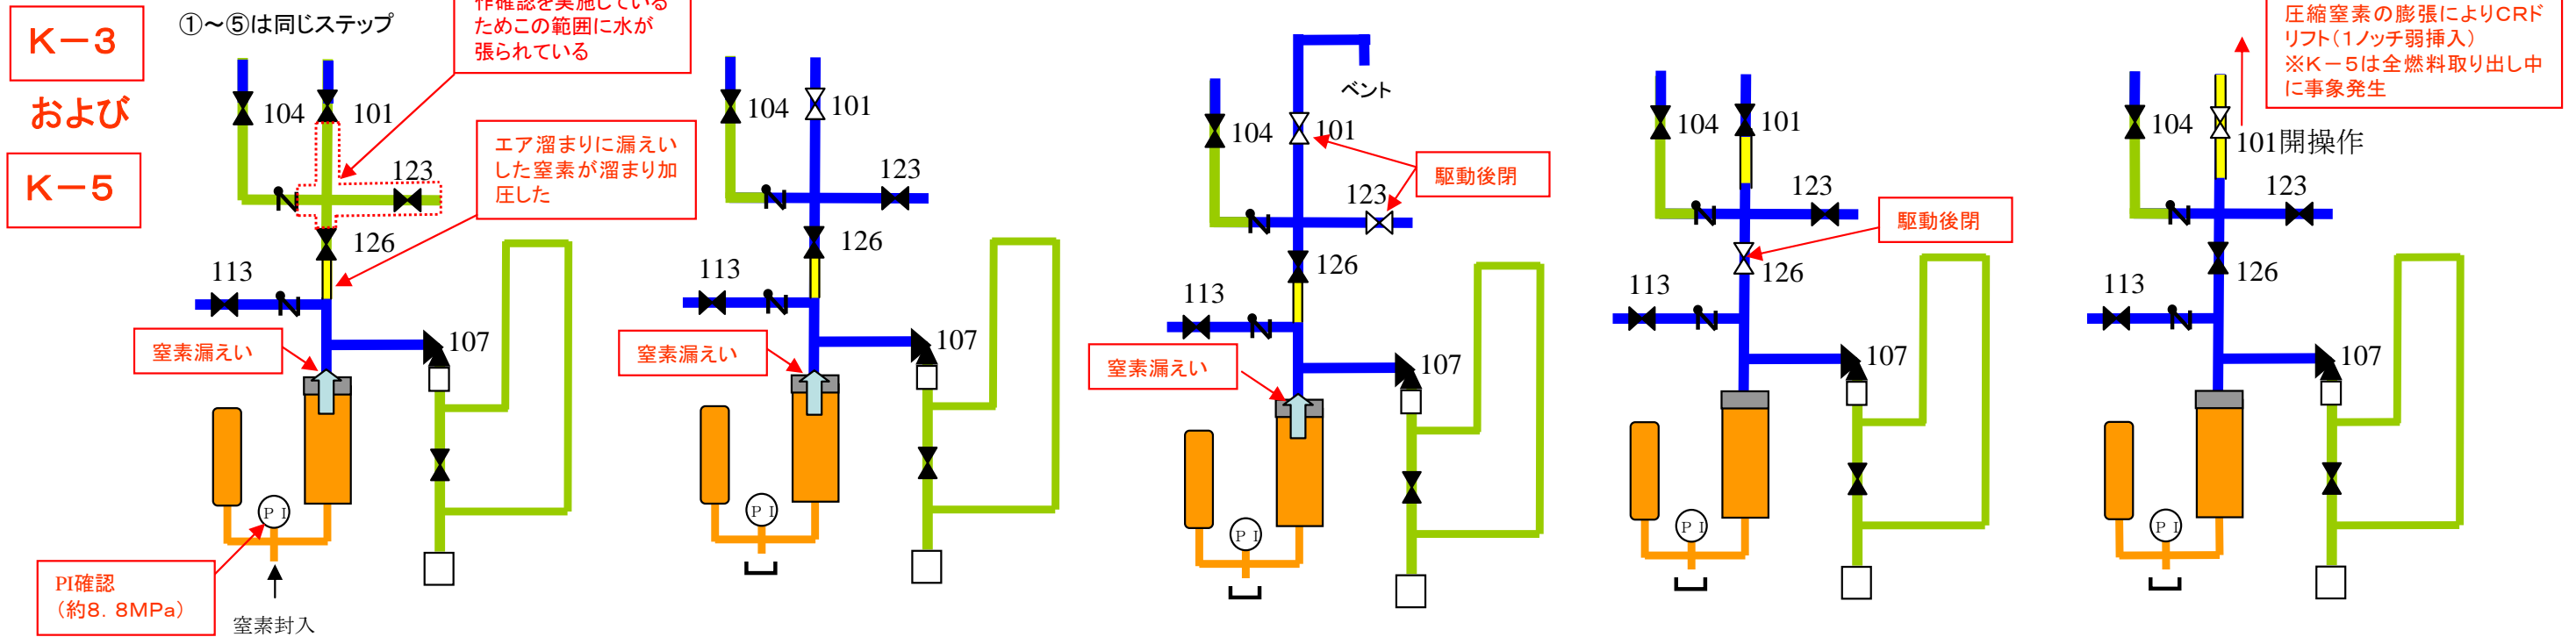 K-3
および
K-5
①～⑤は同じステップ
作確認を実施している
ためこの範囲に水が
張られている
104
101
123
エア溜まりに漏えい
した窒素が溜まり加
圧した
126
113
窒素漏えい
107
P I
PI確認
(約8. 8MPa)
窒素封入
104
101
123
126
113
窒素漏えい
107
P I
ベント
104
101
駆動後閉
123
126
113
窒素漏えい
107
P I
104
101
123
駆動後閉
126
113
107
P I
圧縮窒素の膨張によりCRド
リフト(1ノッチ弱挿入)
※K-5は全燃料取り出し中
に事象発生
104
101開操作
123
126
113
107
P I